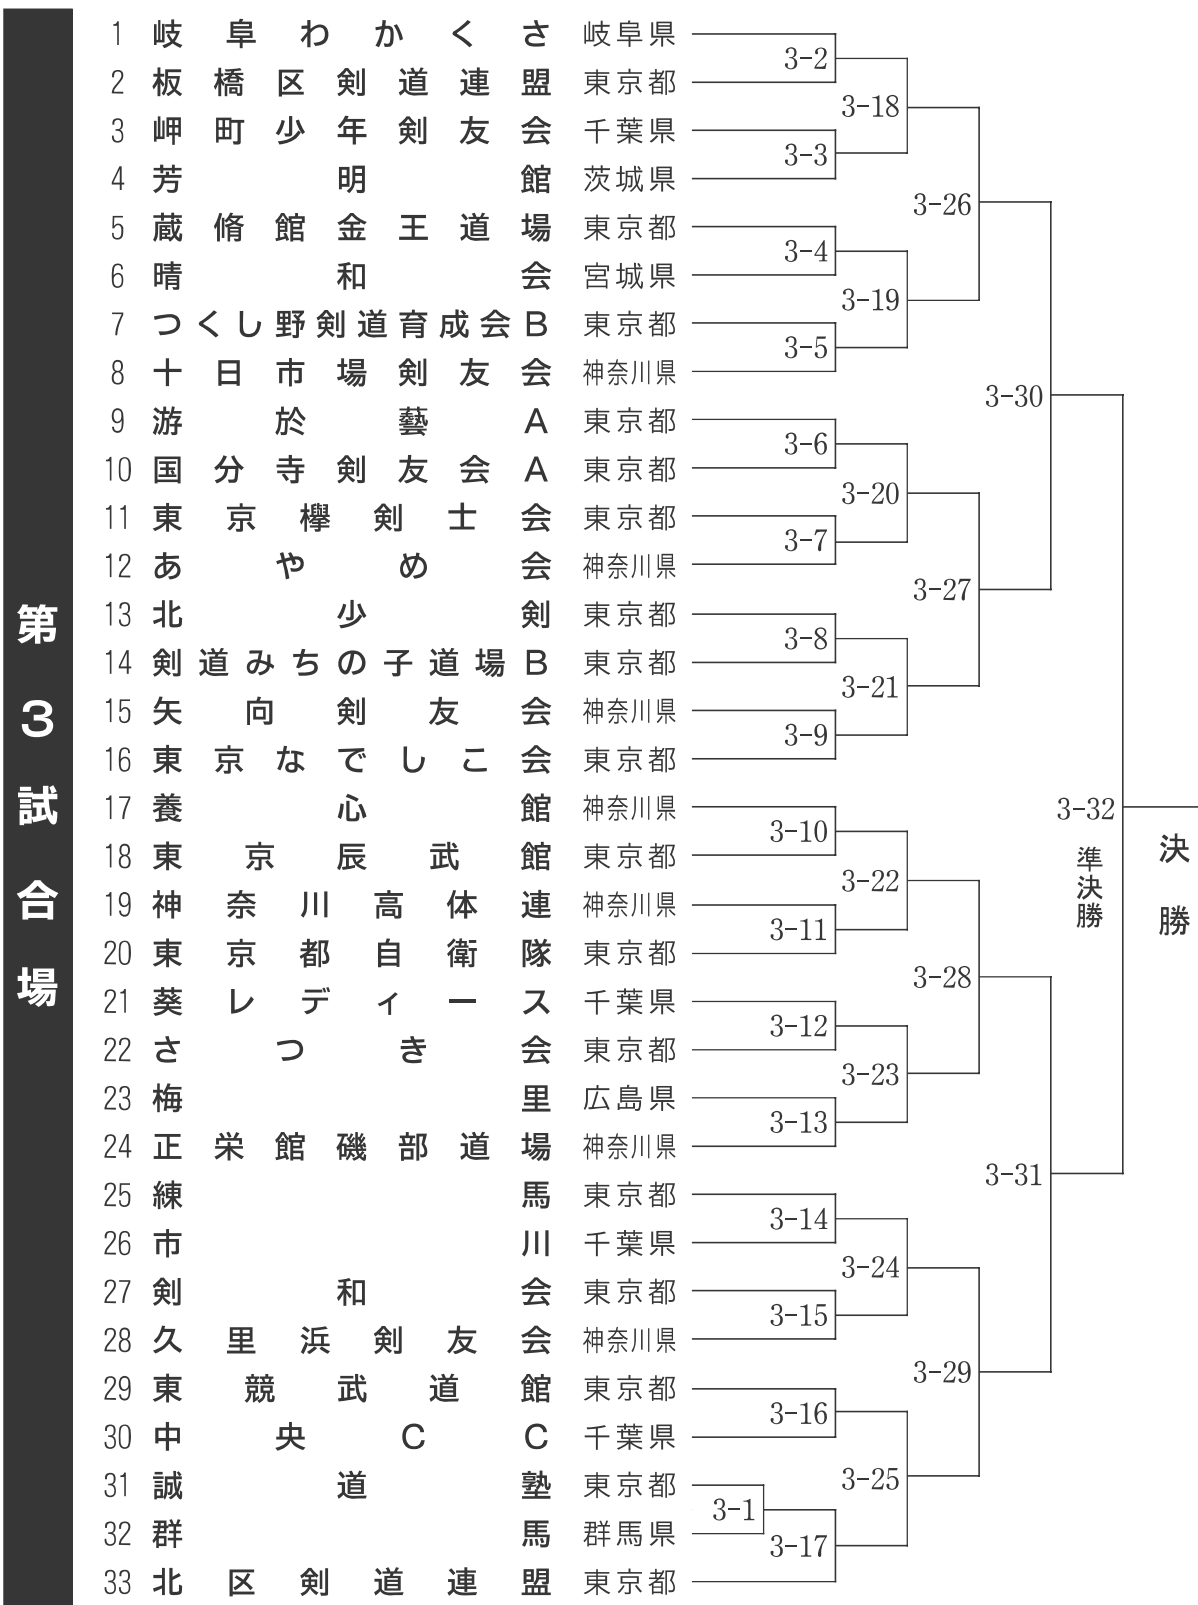 第3試合場
1 岐阜わかくさ 岐阜県
2 板橋区剣道連盟 東京都
3 岬町少年剣友会 千葉県
4 芳明館 茨城県
5 蔵脩館金王道場 東京都
6 晴和会 宮城県
7 つくし野剣道育成会B 東京都
8 十日市場剣友会 神奈川県
9 游於藝A 東京都
10 国分寺剣友会A 東京都
11 東京欅剣士会 東京都
12 あやめ会 神奈川県
13 北少剣 東京都
14 剣道みちの子道場B 東京都
15 矢向剣友会 神奈川県
16 東京なでしこ会 東京都
17 養心館 神奈川県
18 東京辰武館 東京都
19 神奈川高体連 神奈川県
20 東京都自衛隊 東京都
21 葵レディース 千葉県
22 さつき会 東京都
23 梅里 広島県
24 正栄館磯部道場 神奈川県
25 練馬 東京都
26 市川 千葉県
27 剣和会 東京都
28 久里浜剣友会 神奈川県
29 東競武道館 東京都
30 中央CC 千葉県
31 誠道塾 東京都
32 群馬 群馬県
33 北区剣道連盟 東京都
3-1
3-2
3-3
3-4
3-5
3-6
3-7
3-8
3-9
3-10
3-11
3-12
3-13
3-14
3-15
3-16
3-17
3-18
3-19
3-20
3-21
3-22
3-23
3-24
3-25
3-26
3-27
3-28
3-29
3-30
3-31
3-32
準決勝
決勝